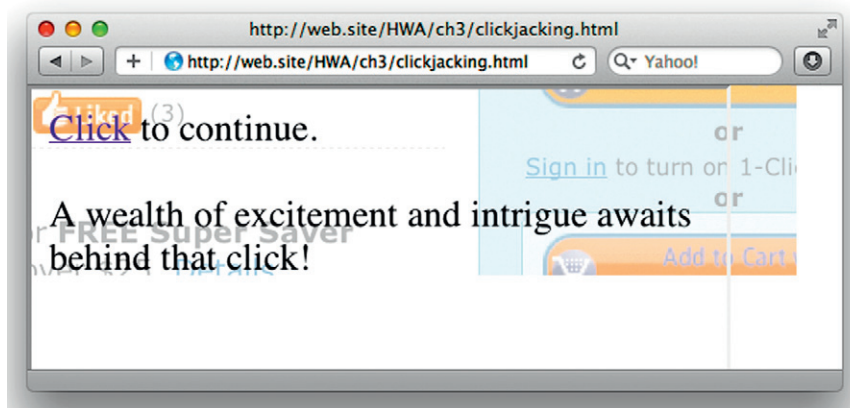 http://web.site/HWA/ch3/clickjacking.html
http://web.site/HWA/ch3/clickjacking.html
Yahoo!
Liked (3)
Click to continue.
or
Sign in to turn on 1-Cli
or
A wealth of excitement and intrigue awaits
r FREE Super Saver
behind that click!
Details
Add to Cart